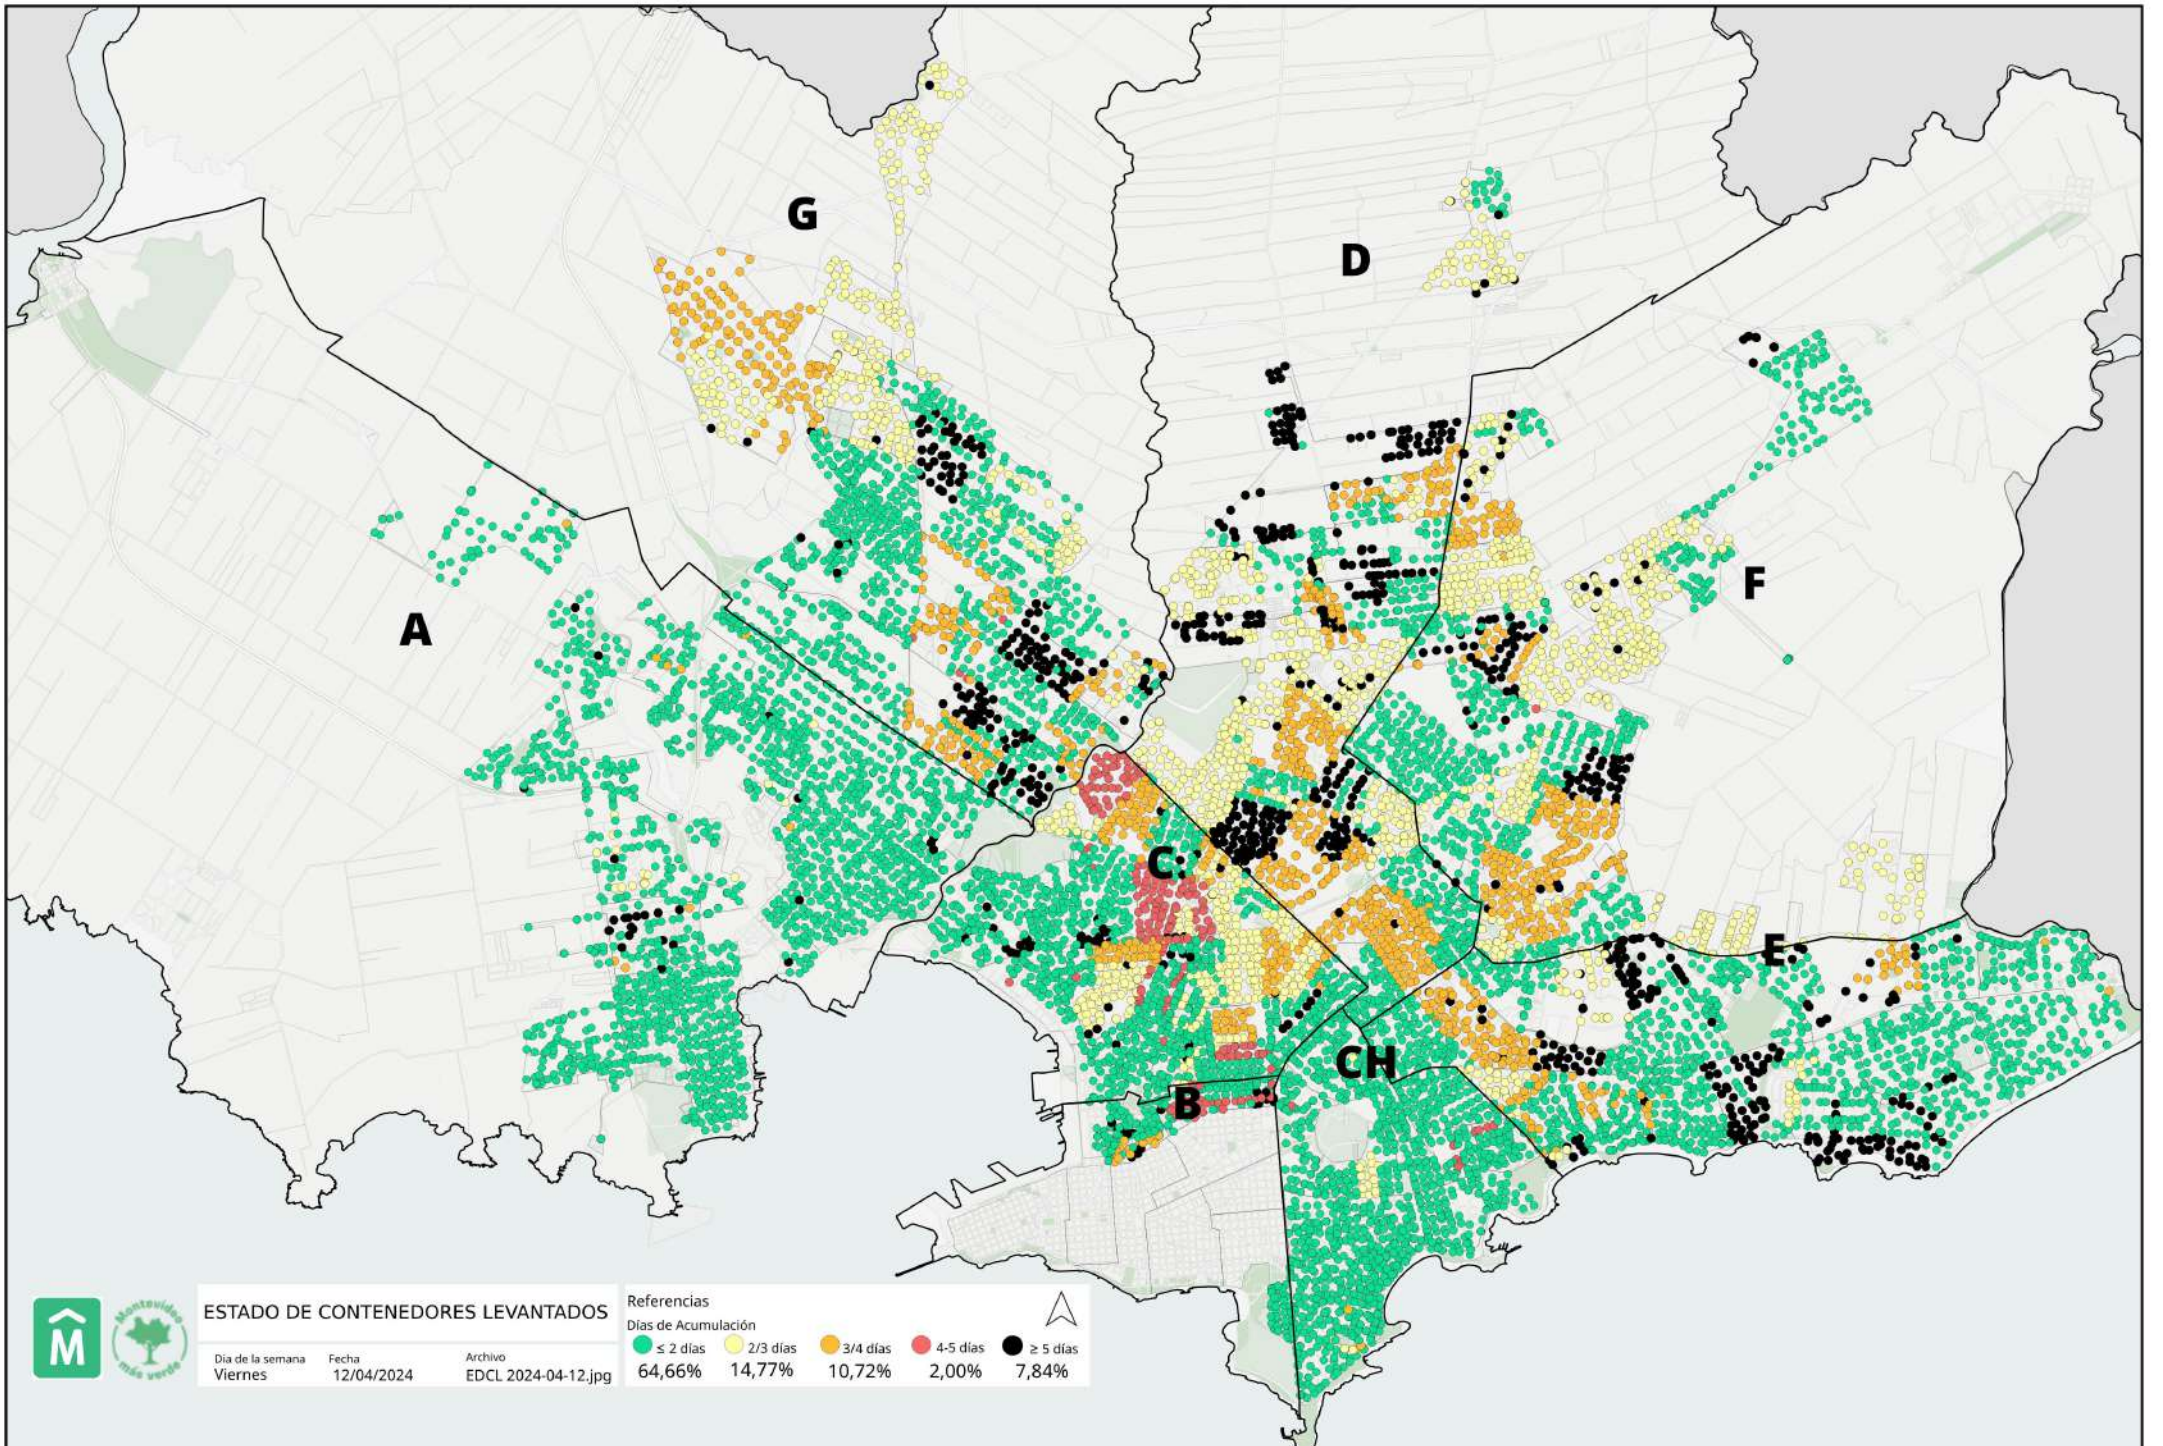 G
D
A
F
C
E
CH
B
M
Montevideo
más verde
ESTADO DE CONTENEDORES LEVANTADOS
Dia de la semana Fecha Archivo
Viernes 12/04/2024 EDCL 2024-04-12.jpg
Referencias
Días de Acumulación
≤ 2 días 2/3 días 3/4 días 4-5 días ≥ 5 días
64,66% 14,77% 10,72% 2,00% 7,84%